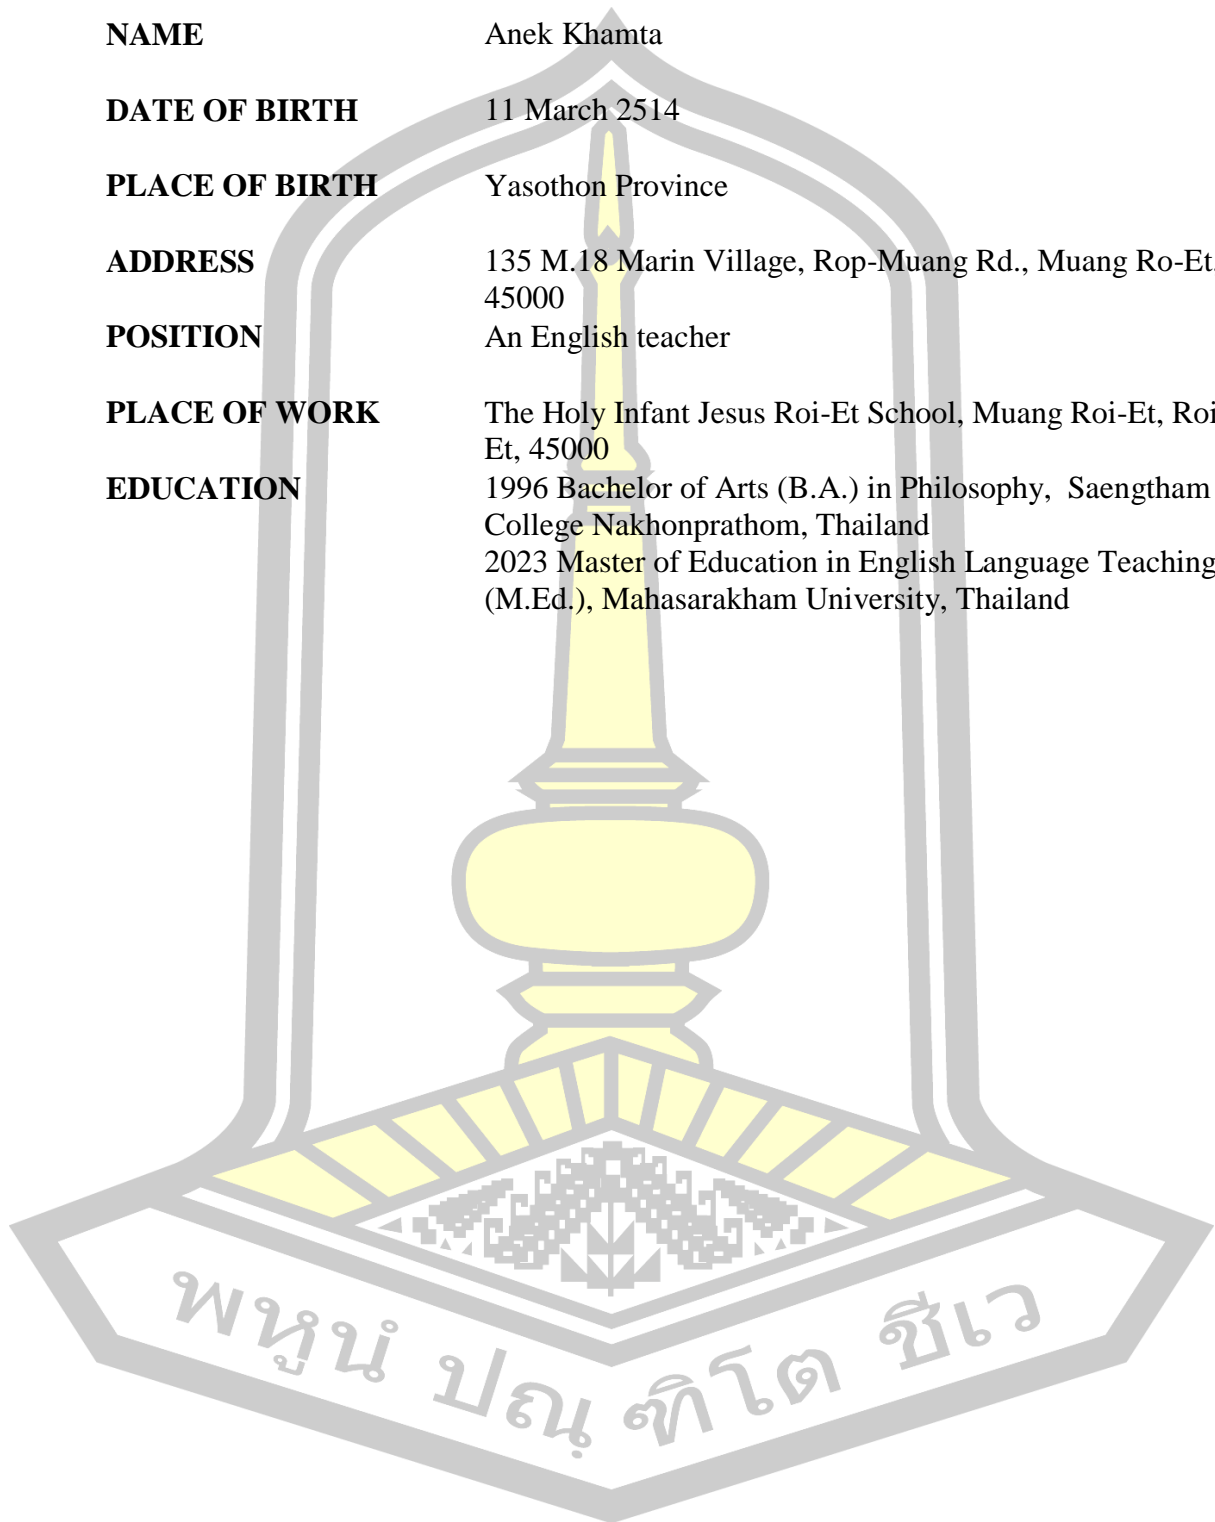 NAME Anek Khamta
DATE OF BIRTH 11 March 2514
PLACE OF BIRTH Yasothon Province
ADDRESS 135 M.18 Marin Village, Rop-Muang Rd., Muang Ro-Et.
45000
POSITION An English teacher
PLACE OF WORK The Holy Infant Jesus Roi-Et School, Muang Roi-Et, Roi
Et, 45000
EDUCATION 1996 Bachelor of Arts (B.A.) in Philosophy, Saengtham
College Nakhonprathom, Thailand
2023 Master of Education in English Language Teaching
(M.Ed.), Mahasarakham University, Thailand
พหูนํ ปณฺ ฑิโต ชีเว